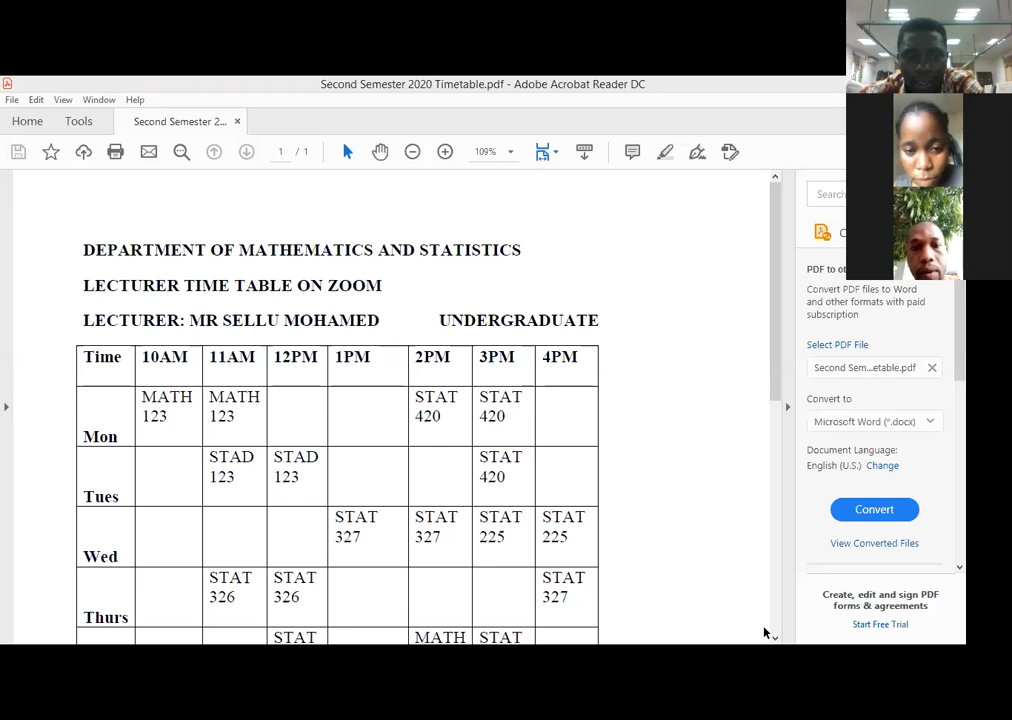 Second Semester 2020 Timetable.pdf - Adobe Acrobat Reader DC
File Edit View Window Help
Home Tools Second Semester 2... ×
1 / 1 109%
Search
DEPARTMENT OF MATHEMATICS AND STATISTICS
LECTURER TIME TABLE ON ZOOM
LECTURER: MR SELLU MOHAMED UNDERGRADUATE
Time 10AM 11AM 12PM 1PM 2PM 3PM 4PM
MATH MATH STAT STAT
123 123 420 420
Mon
STAD STAD STAT
123 123 420
Tues
STAT STAT STAT STAT
327 327 225 225
Wed
STAT STAT STAT
326 326 327
Thurs
STAT MATH STAT
PDF to
Convert PDF files to Word
and other formats with paid
subscription
Select PDF File
Second Sem...etable.pdf
Convert to
Microsoft Word (*.docx)
Document Language:
English (U.S.) Change
Convert
View Converted Files
Create, edit and sign PDF
forms & agreements
Start Free Trial